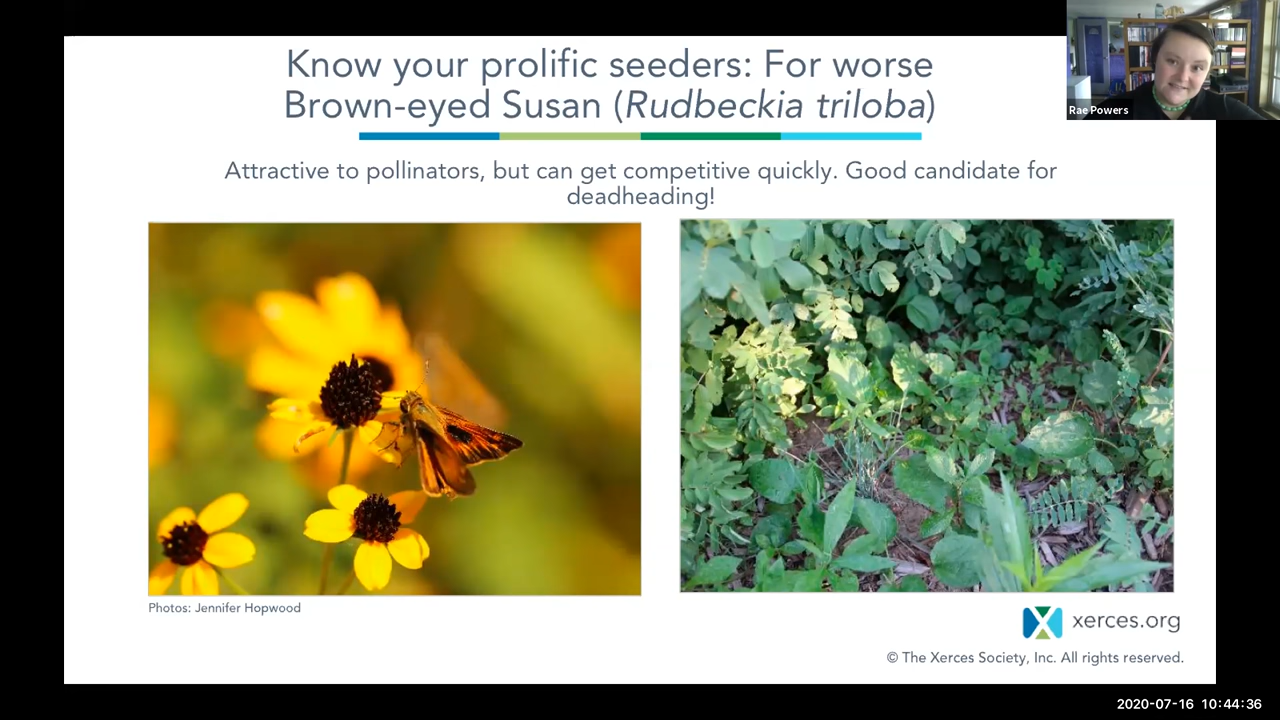 Know your prolific seeders: For worse
Brown-eyed Susan (Rudbeckia triloba)
Rae Powers
Attractive to pollinators, but can get competitive quickly. Good candidate for
deadheading!
Photos: Jennifer Hopwood
xerces.org
© The Xerces Society, Inc. All rights reserved.
2020-07-16 10:44:36